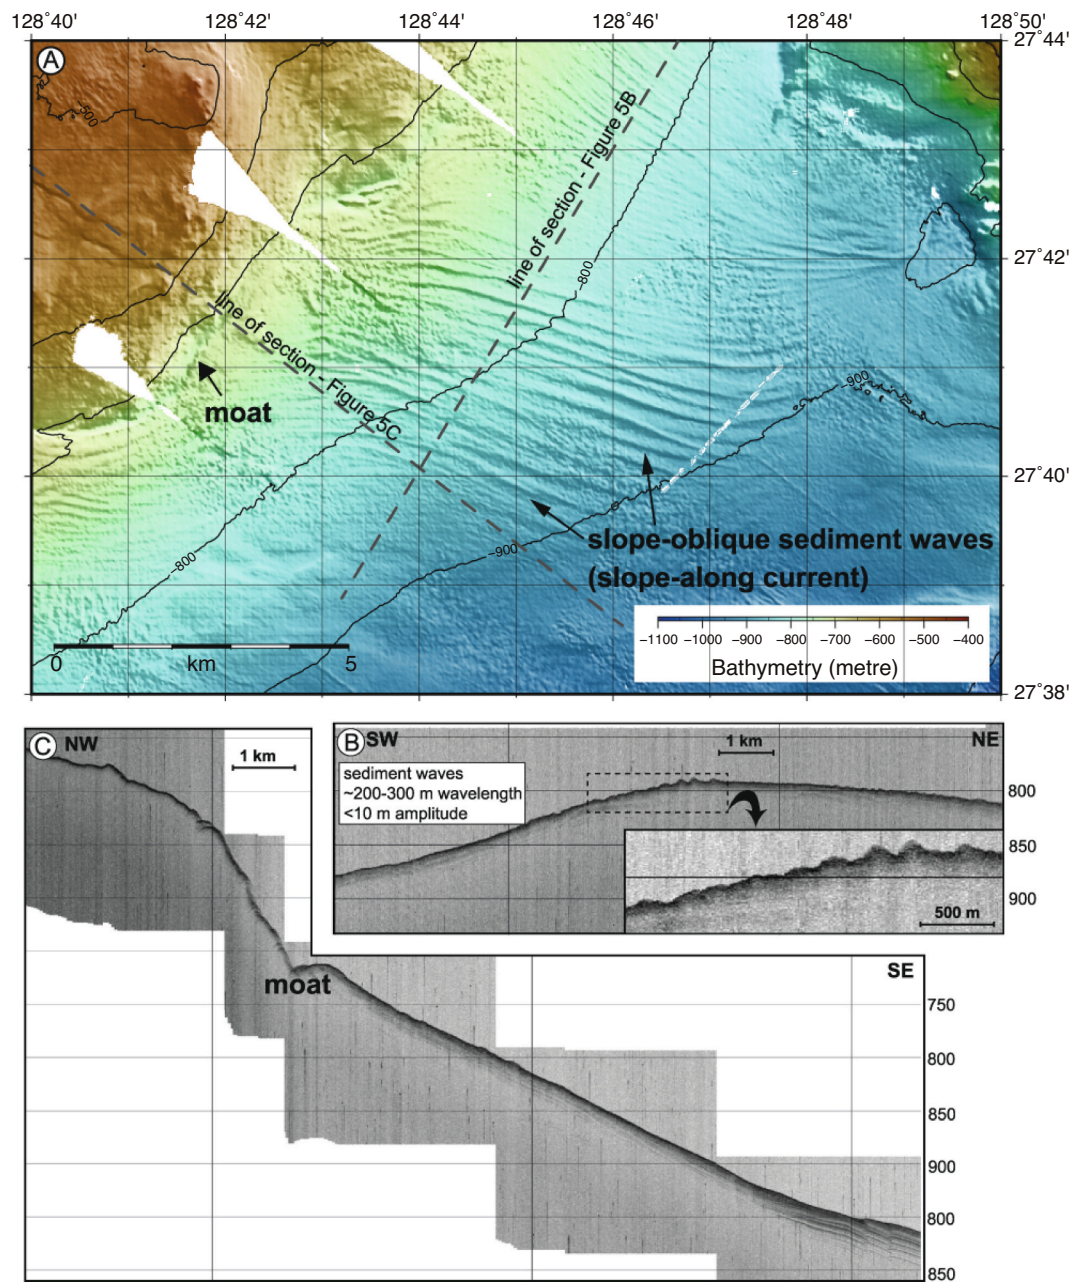 128˚40'
128˚42'
128˚44'
128˚46'
128˚48'
128˚50'
27˚44'
A
-500
line of section - Figure 5B
27˚42'
-800
line of section - Figure 5C
moat
-900
27˚40'
slope-oblique sediment waves
(slope-along current)
-900
-800
−1100 −1000 −900 −800 −700 −600 −500 −400
Bathymetry (metre)
0 km 5
27˚38'
C NW
1 km
B SW
NE
1 km
sediment waves
~200-300 m wavelength
<10 m amplitude
800
850
900
500 m
moat
SE
750
800
850
900
800
850